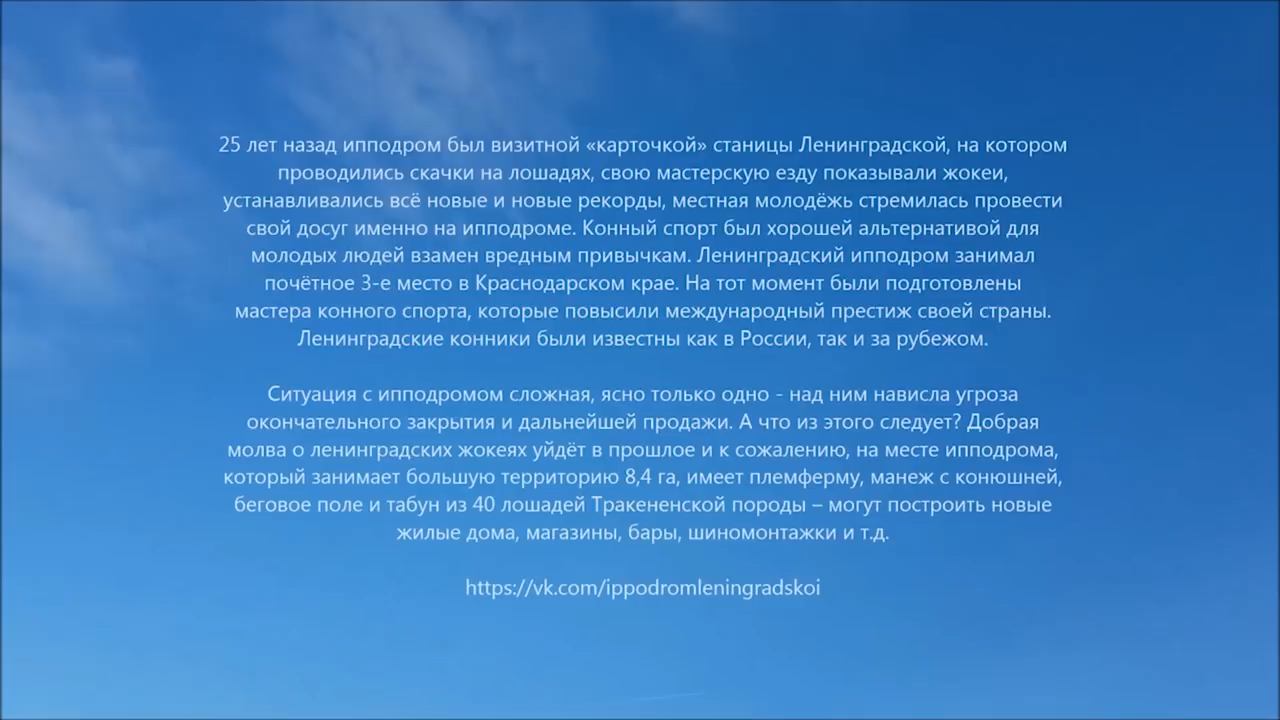 25 лет назад ипподром был визитной «карточкой» станицы Ленинградской, на котором
проводились скачки на лошадях, свою мастерскую езду показывали жокеи,
устанавливались всё новые и новые рекорды, местная молодёжь стремилась провести
свой досуг именно на ипподроме. Конный спорт был хорошей альтернативой для
молодых людей взамен вредным привычкам. Ленинградский ипподром занимал
почётное 3-е место в Краснодарском крае. На тот момент были подготовлены
мастера конного спорта, которые повысили международный престиж своей страны.
Ленинградские конники были известны как в России, так и за рубежом.
Ситуация с ипподромом сложная, ясно только одно - над ним нависла угроза
окончательного закрытия и дальнейшей продажи. А что из этого следует? Добрая
молва о ленинградских жокеях уйдёт в прошлое и к сожалению, на месте ипподрома,
который занимает большую территорию 8,4 га, имеет племферму, манеж с конюшней,
беговое поле и табун из 40 лошадей Тракененской породы – могут построить новые
жилые дома, магазины, бары, шиномонтажки и т.д.
https://vk.com/ippodromleningradskoi